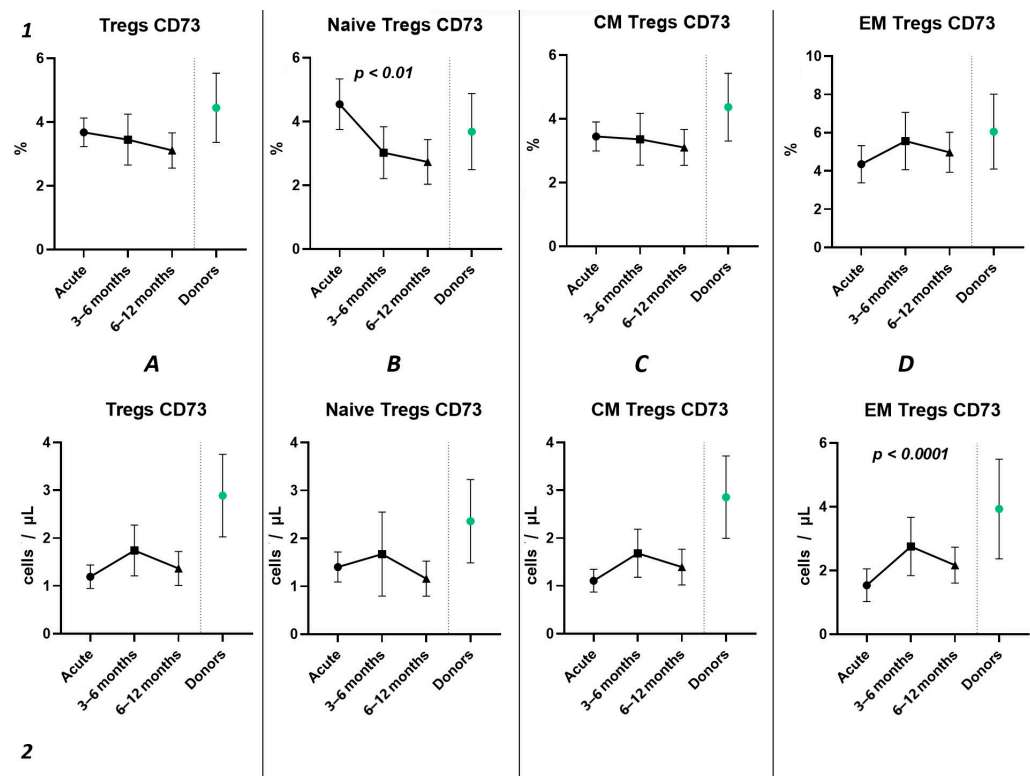 1
Tregs CD73
%
6
4
2
0
Acute
3–6 months
6–12 months
Donors
Naive Tregs CD73
p < 0.01
%
6
4
2
0
Acute
3–6 months
6–12 months
Donors
CM Tregs CD73
%
6
4
2
0
Acute
3–6 months
6–12 months
Donors
EM Tregs CD73
%
10
8
6
4
2
0
Acute
3–6 months
6–12 months
Donors
A
B
C
D
Tregs CD73
cells / µL
4
3
2
1
0
Acute
3–6 months
6–12 months
Donors
Naive Tregs CD73
cells / µL
4
3
2
1
0
Acute
3–6 months
6–12 months
Donors
CM Tregs CD73
cells / µL
4
3
2
1
0
Acute
3–6 months
6–12 months
Donors
EM Tregs CD73
p < 0.0001
cells / µL
6
4
2
0
Acute
3–6 months
6–12 months
Donors
2